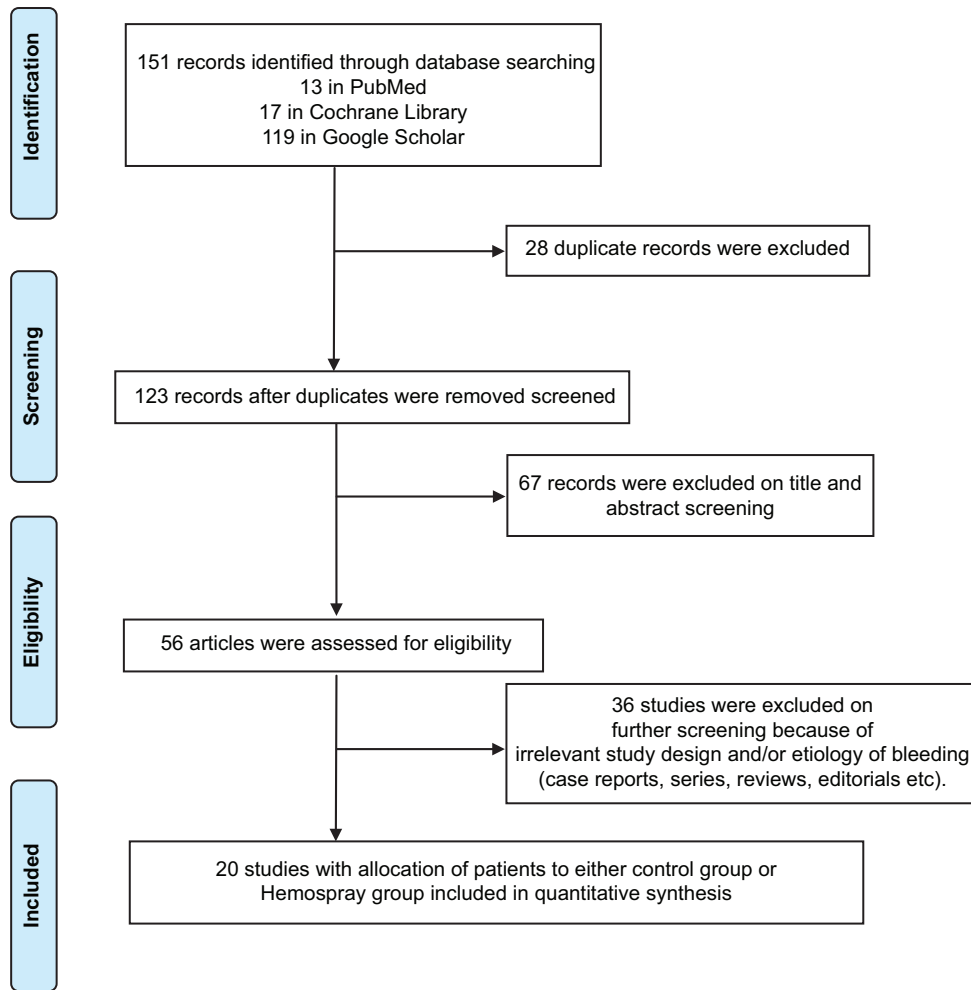 Identification
151 records identified through database searching
13 in PubMed
17 in Cochrane Library
119 in Google Scholar
28 duplicate records were excluded
Screening
123 records after duplicates were removed screened
67 records were excluded on title and
abstract screening
Eligibility
56 articles were assessed for eligibility
36 studies were excluded on
further screening because of
irrelevant study design and/or etiology of bleeding
(case reports, series, reviews, editorials etc).
Included
20 studies with allocation of patients to either control group or
Hemospray group included in quantitative synthesis